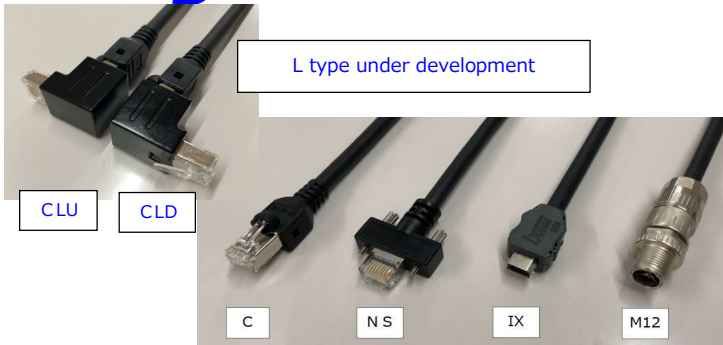 L type under development
CLU
CLD
C
NS
IX
M12